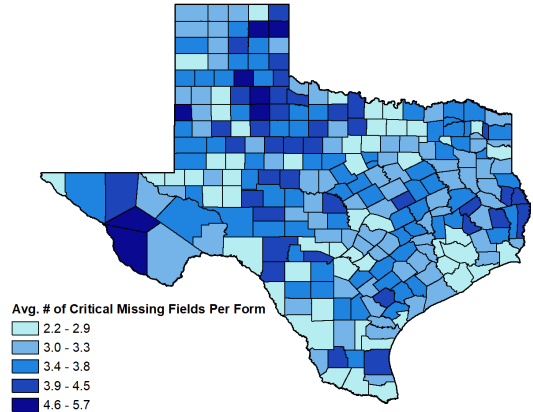 Avg. # of Critical Missing Fields Per Form
2.2 - 2.9
3.0 - 3.3
3.4 - 3.8
3.9 - 4.5
4.6 - 5.7